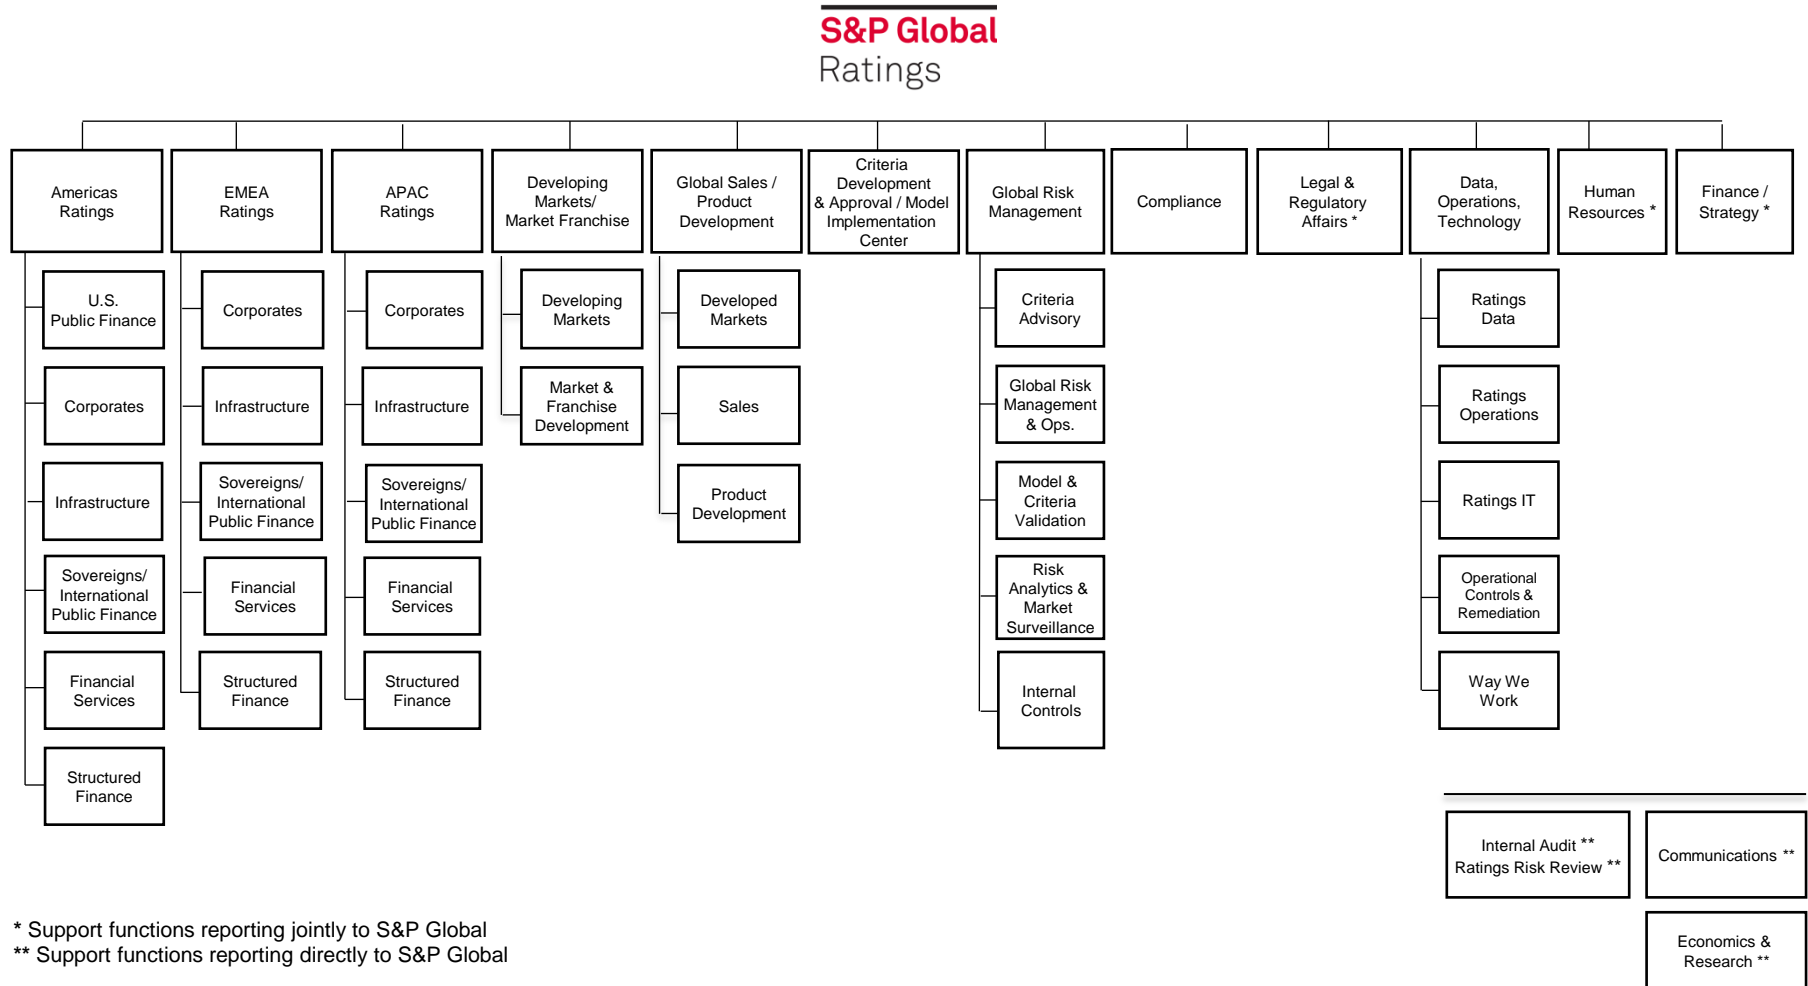 S&P Global
Ratings
Americas
Ratings
EMEA
Ratings
APAC
Ratings
Developing
Markets/
Market Franchise
Global Sales /
Product
Development
Criteria
Development
& Approval / Model
Implementation
Center
Global Risk
Management
Compliance
Legal &
Regulatory
Affairs *
Data,
Operations,
Technology
Human
Resources *
Finance /
Strategy *
U.S.
Public Finance
Corporates
Infrastructure
Sovereigns/
International
Public Finance
Financial
Services
Structured
Finance
Corporates
Infrastructure
Sovereigns/
International
Public Finance
Financial
Services
Structured
Finance
Corporates
Infrastructure
Sovereigns/
International
Public Finance
Financial
Services
Structured
Finance
Developing
Markets
Market &
Franchise
Development
Developed
Markets
Sales
Product
Development
Criteria
Advisory
Global Risk
Management
& Ops.
Model &
Criteria
Validation
Risk
Analytics &
Market
Surveillance
Internal
Controls
Ratings
Data
Ratings
Operations
Ratings IT
Operational
Controls &
Remediation
Way We
Work
Internal Audit **
Ratings Risk Review **
Communications **
Economics &
Research **
* Support functions reporting jointly to S&P Global
** Support functions reporting directly to S&P Global